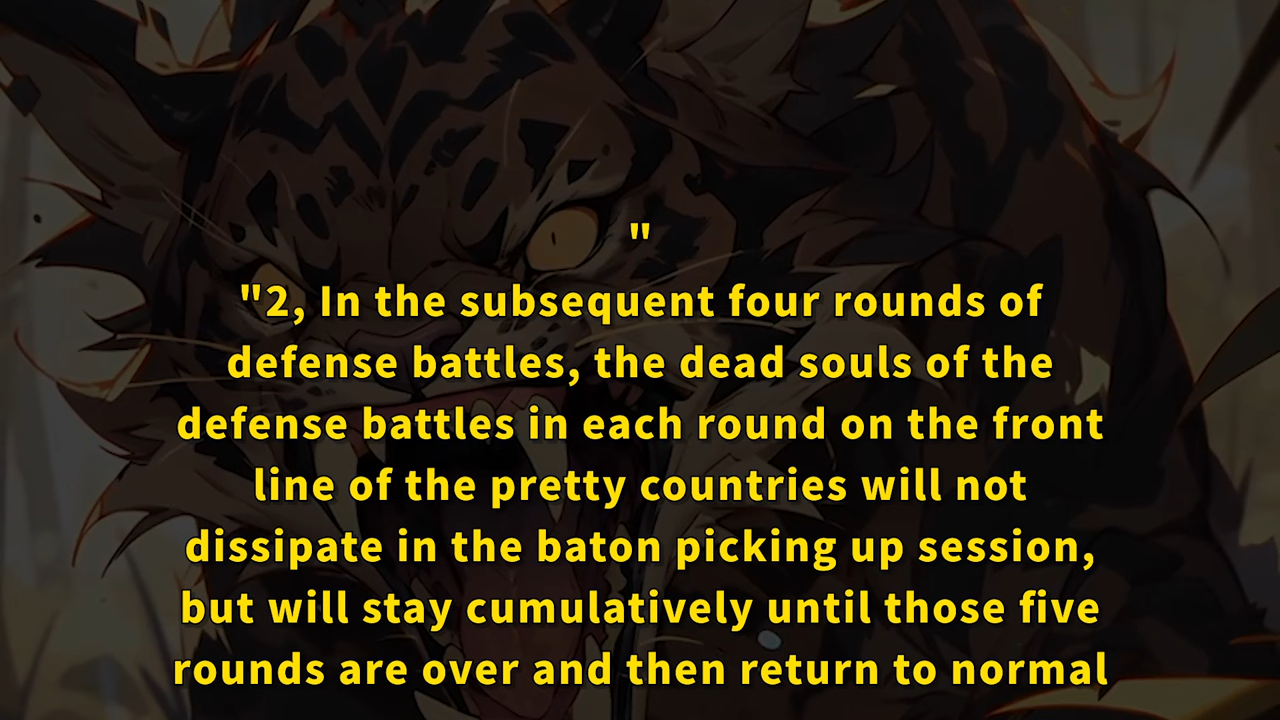 "
"2, In the subsequent four rounds of
defense battles, the dead souls of the
defense battles in each round on the front
line of the pretty countries will not
dissipate in the baton picking up session,
but will stay cumulatively until those five
rounds are over and then return to normal